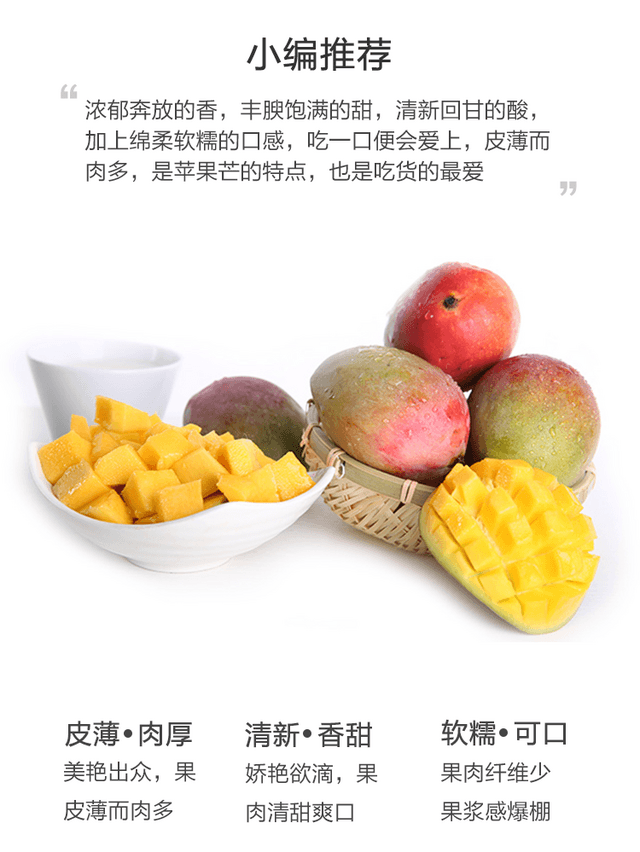 小编推荐
“
浓郁奔放的香，丰腴饱满的甜，清新回甘的酸，
加上绵柔软糯的口感，吃一口便会爱上，皮薄而
肉多，是苹果芒的特点，也是吃货的最爱
”
皮薄•肉厚
美艳出众，果
皮薄而肉多
清新•香甜
娇艳欲滴，果
肉清甜爽口
软糯•可口
果肉纤维少
果浆感爆棚